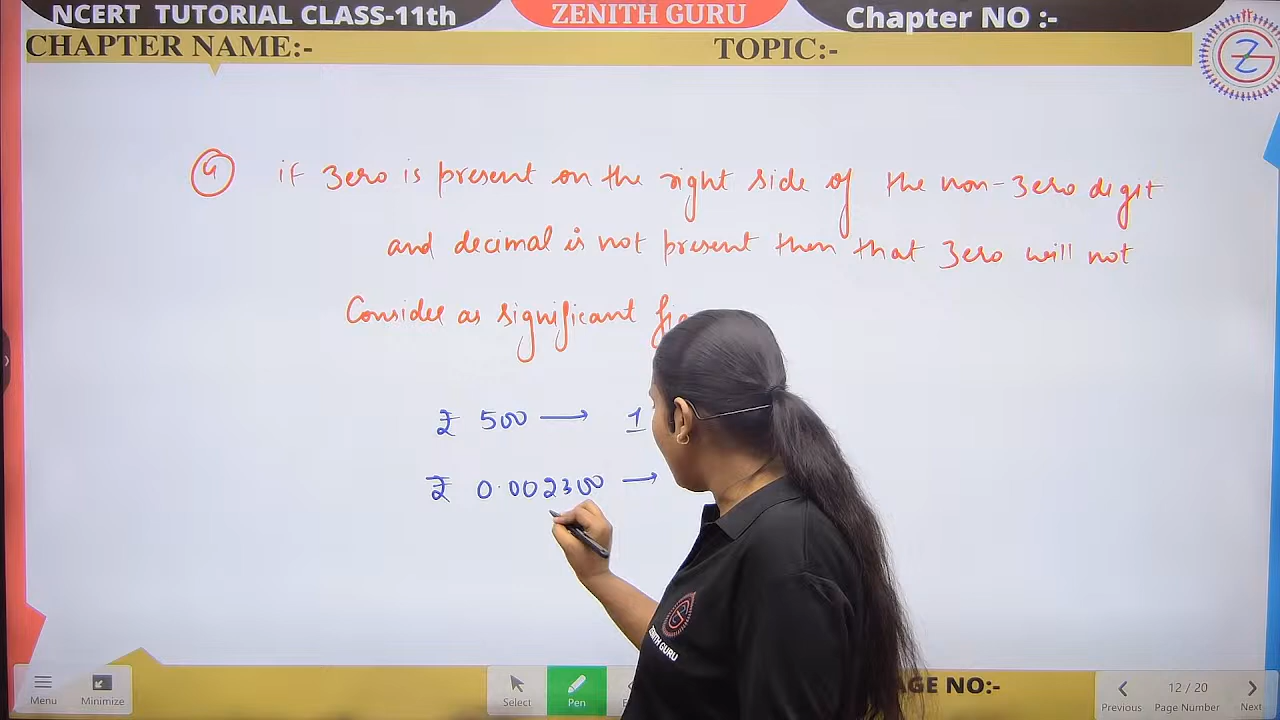 NCERT TUTORIAL CLASS-11th
ZENITH GURU
Chapter NO :-
CHAPTER NAME:-
TOPIC:-
4 if zero is present on the right side of the non-zero digit
and decimal is not present then that zero will not
Consider as significant
₹ 500 → 1
₹ 0.002300 →
ZENITH GURU
Menu
Minimize
Select
Pen
AGE NO:-
Previous
12 / 20
Page Number
Next